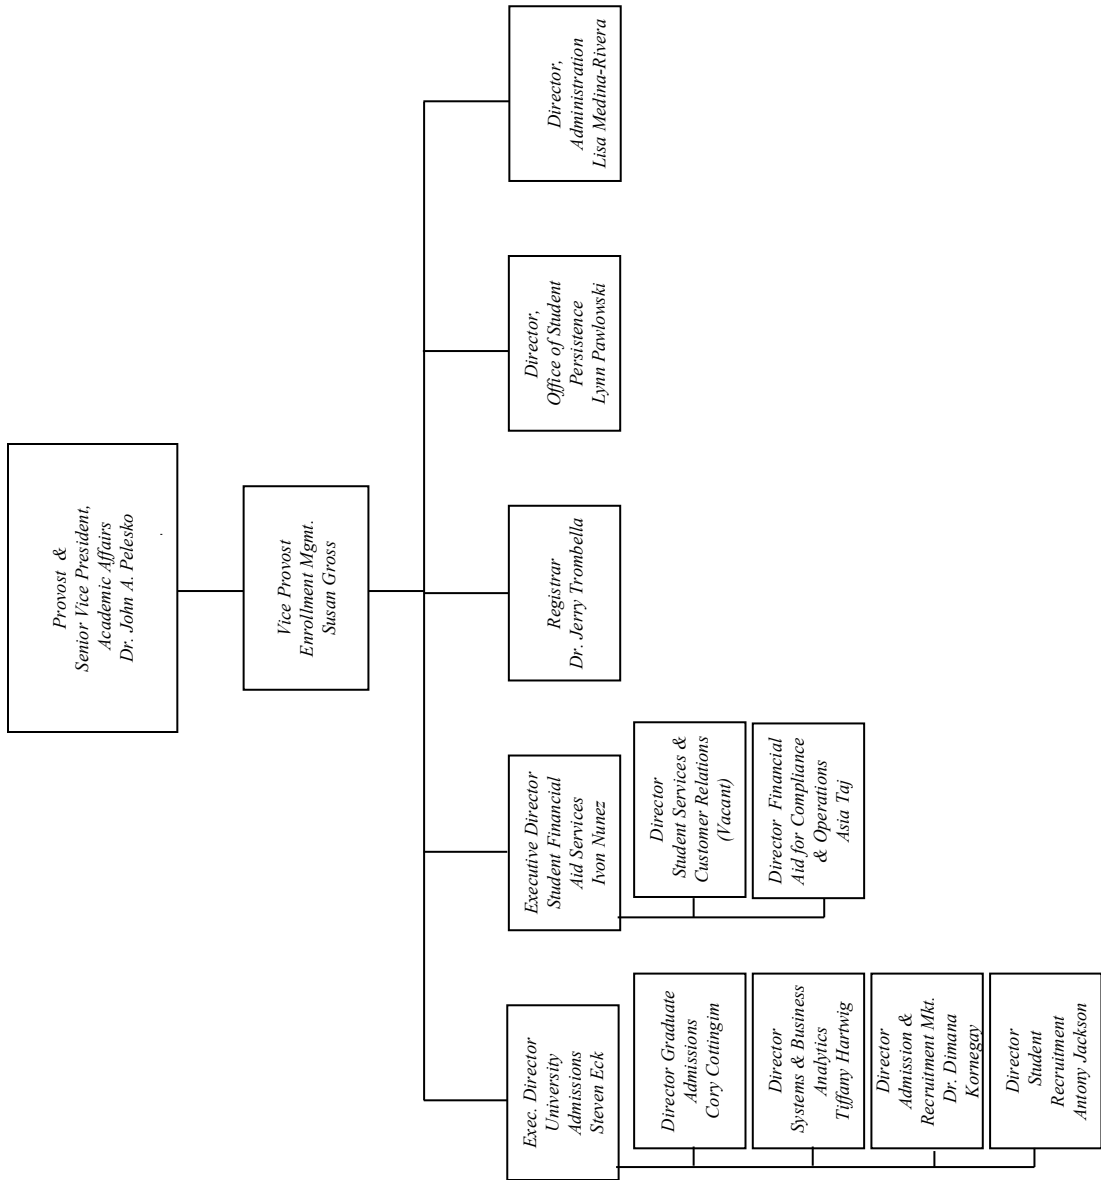 Provost &
Senior Vice President,
Academic Affairs
Dr. John A. Pelesko
.
Vice Provost
Enrollment Mgmt.
Susan Gross
Exec. Director
University
Admissions
Steven Eck
Director Graduate
Admissions
Cory Cottingim
Director
Systems & Business
Analytics
Tiffany Hartwig
Director
Admission &
Recruitment Mkt.
Dr. Dimana
Kornegay
Director
Student
Recruitment
Antony Jackson
Executive Director
Student Financial
Aid Services
Ivon Nunez
Director
Student Services &
Customer Relations
(Vacant)
Director Financial
Aid for Compliance
& Operations
Asia Taj
Registrar
Dr. Jerry Trombella
Director,
Office of Student
Persistence
Lynn Pawlowski
Director,
Administration
Lisa Medina-Rivera